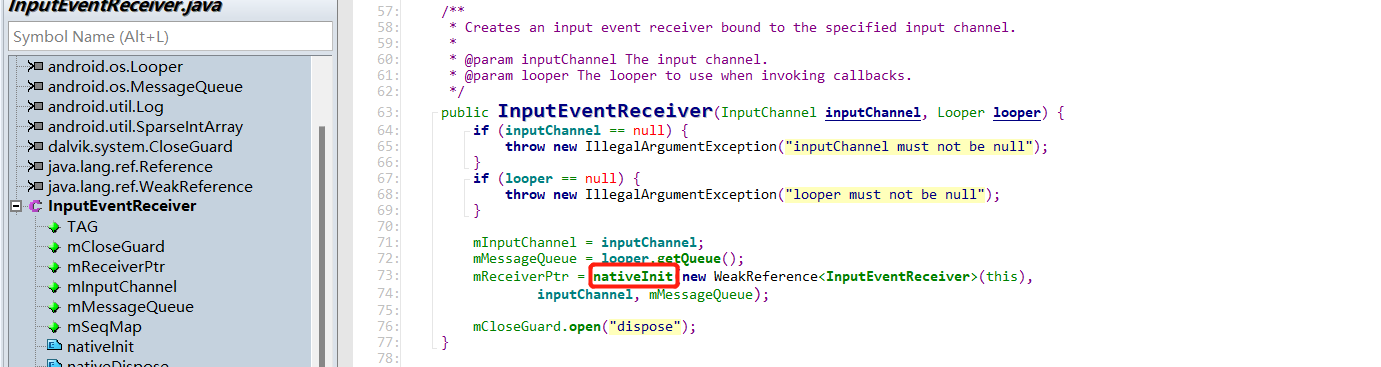 InputEventReceiver.java
Symbol Name (Alt+L)
android.os.Looper
android.os.MessageQueue
android.util.Log
android.util.SparseIntArray
dalvik.system.CloseGuard
java.lang.ref.Reference
java.lang.ref.WeakReference
InputEventReceiver
TAG
mCloseGuard
mReceiverPtr
mInputChannel
mMessageQueue
mSeqMap
nativeInit
nativeDispose
57: /**
58: * Creates an input event receiver bound to the specified input channel.
59: *
60: * @param inputChannel The input channel.
61: * @param looper The looper to use when invoking callbacks.
62: */
63: public InputEventReceiver(InputChannel inputChannel, Looper looper) {
64: if (inputChannel == null) {
65: throw new IllegalArgumentException("inputChannel must not be null");
66: }
67: if (looper == null) {
68: throw new IllegalArgumentException("looper must not be null");
69: }
70:
71: mInputChannel = inputChannel;
72: mMessageQueue = looper.getQueue();
73: mReceiverPtr = nativeInit new WeakReference<InputEventReceiver>(this),
74: inputChannel, mMessageQueue);
75:
76: mCloseGuard.open("dispose");
77: }
78: